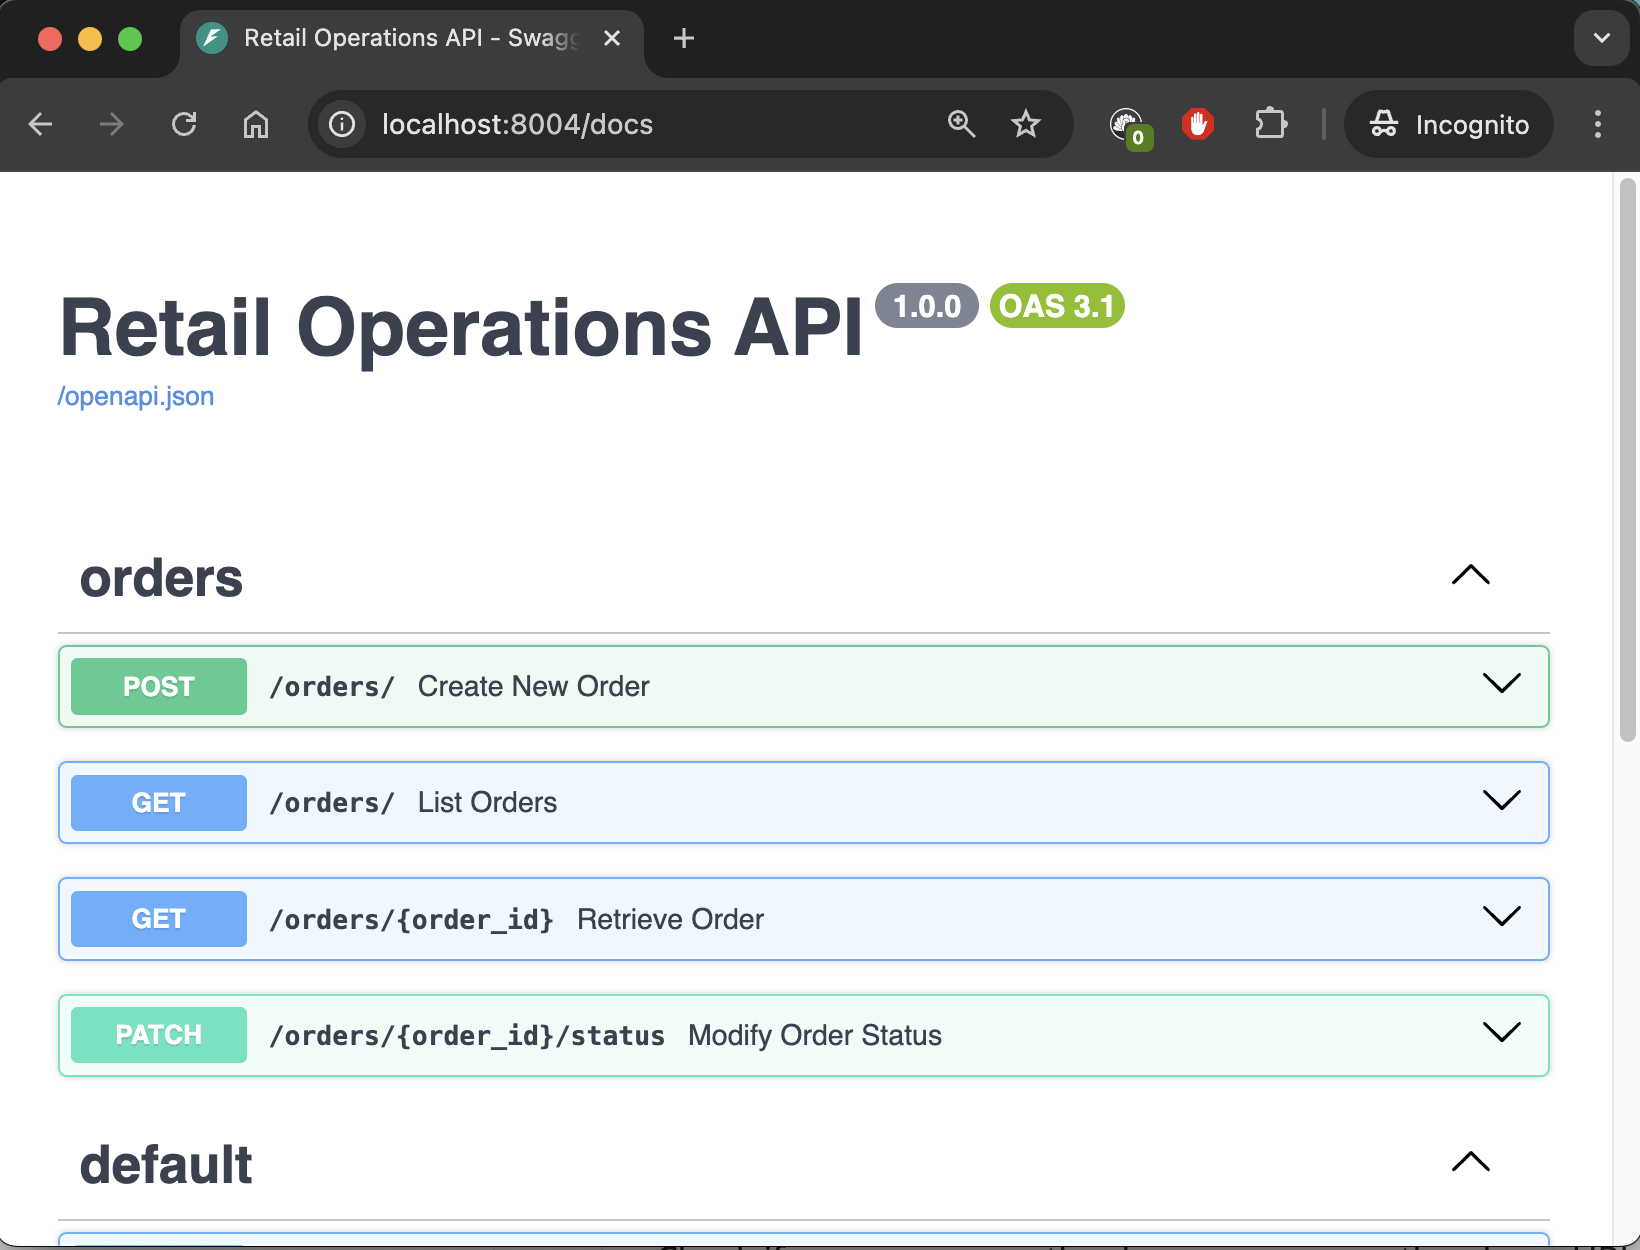 Retail Operations API - Swagg
localhost:8004/docs
0
Incognito
Retail Operations API 1.0.0 OAS 3.1
/openapi.json
orders
POST /orders/ Create New Order
GET /orders/ List Orders
GET /orders/{order_id} Retrieve Order
PATCH /orders/{order_id}/status Modify Order Status
default